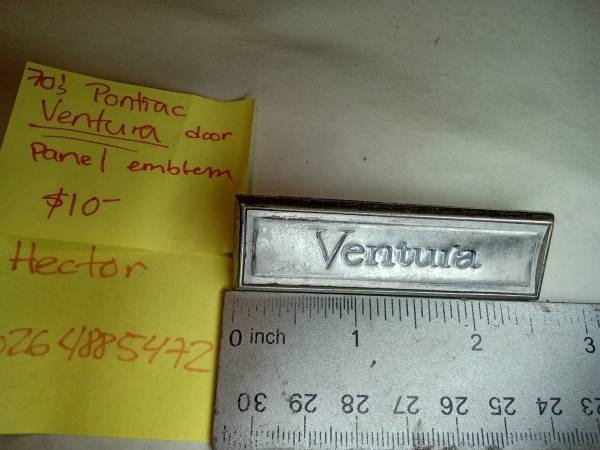 70's Pontiac
Ventura door
Panel emblem
$10-
Hector
0264885472
Ventura
0 inch 1 2 3
30 29 28 27 26 25 24 23